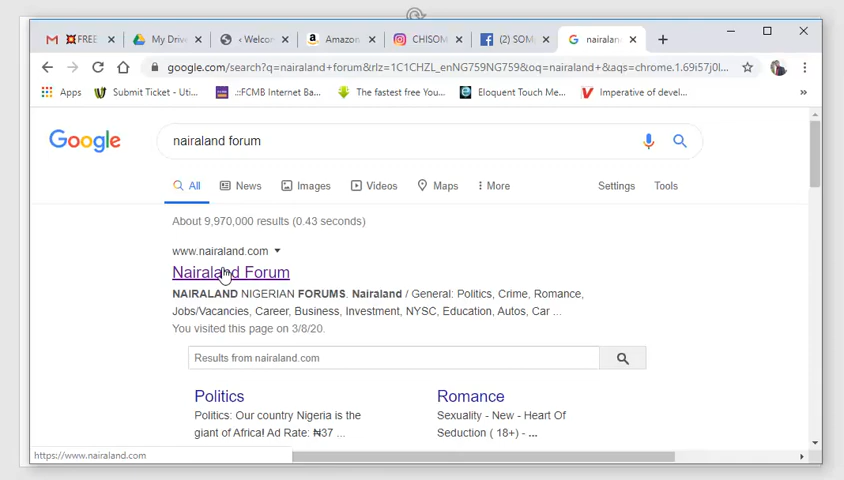 FREE
My Drive
< Welco
Amazon
CHISOM
(2) SOM
nairalan
google.com/search?q=nairaland+forum&rlz=1C1CHZL_enNG759NG759&oq=nairaland+&aqs=chrome.1.69i57j0l...
Apps
Submit Ticket - Uti...
.::FCMB Internet Ba...
The fastest free You...
Eloquent Touch Me...
Imperative of devel...
»
Google
nairaland forum
All
News
Images
Videos
Maps
More
Settings
Tools
About 9,970,000 results (0.43 seconds)
www.nairaland.com
Nairaland Forum
NAIRALAND NIGERIAN FORUMS. Nairaland / General: Politics, Crime, Romance,
Jobs/Vacancies, Career, Business, Investment, NYSC, Education, Autos, Car ...
You visited this page on 3/8/20.
Results from nairaland.com
Politics
Romance
Politics: Our country Nigeria is the
giant of Africa! Ad Rate: ₦37 ...
Sexuality - New - Heart Of
Seduction ( 18+) - ...
https://www.nairaland.com